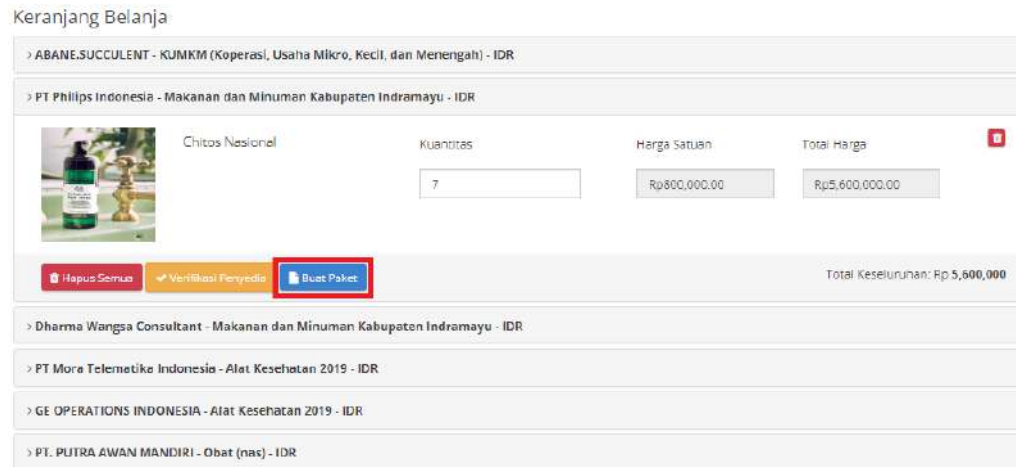 Keranjang Belanja
> ABANE.SUCCULENT - KUMKM (Koperasi, Usaha Mikro, Kecil, dan Menengah) - IDR
> PT Philips Indonesia - Makanan dan Minuman Kabupaten Indramayu - IDR
Chitos Nasional Kuantitas Harga Satuan Total Harga
7 Rp800,000.00 Rp5,600,000.00
Hapus Semua Verifikasi Penyedia Buat Paket Total Keseluruhan: Rp 5,600,000
> Dharma Wangsa Consultant - Makanan dan Minuman Kabupaten Indramayu - IDR
> PT Mora Telematika Indonesia - Alat Kesehatan 2019 - IDR
> GE OPERATIONS INDONESIA - Alat Kesehatan 2019 - IDR
> PT. PUTRA AWAN MANDIRI - Obat (nas) - IDR